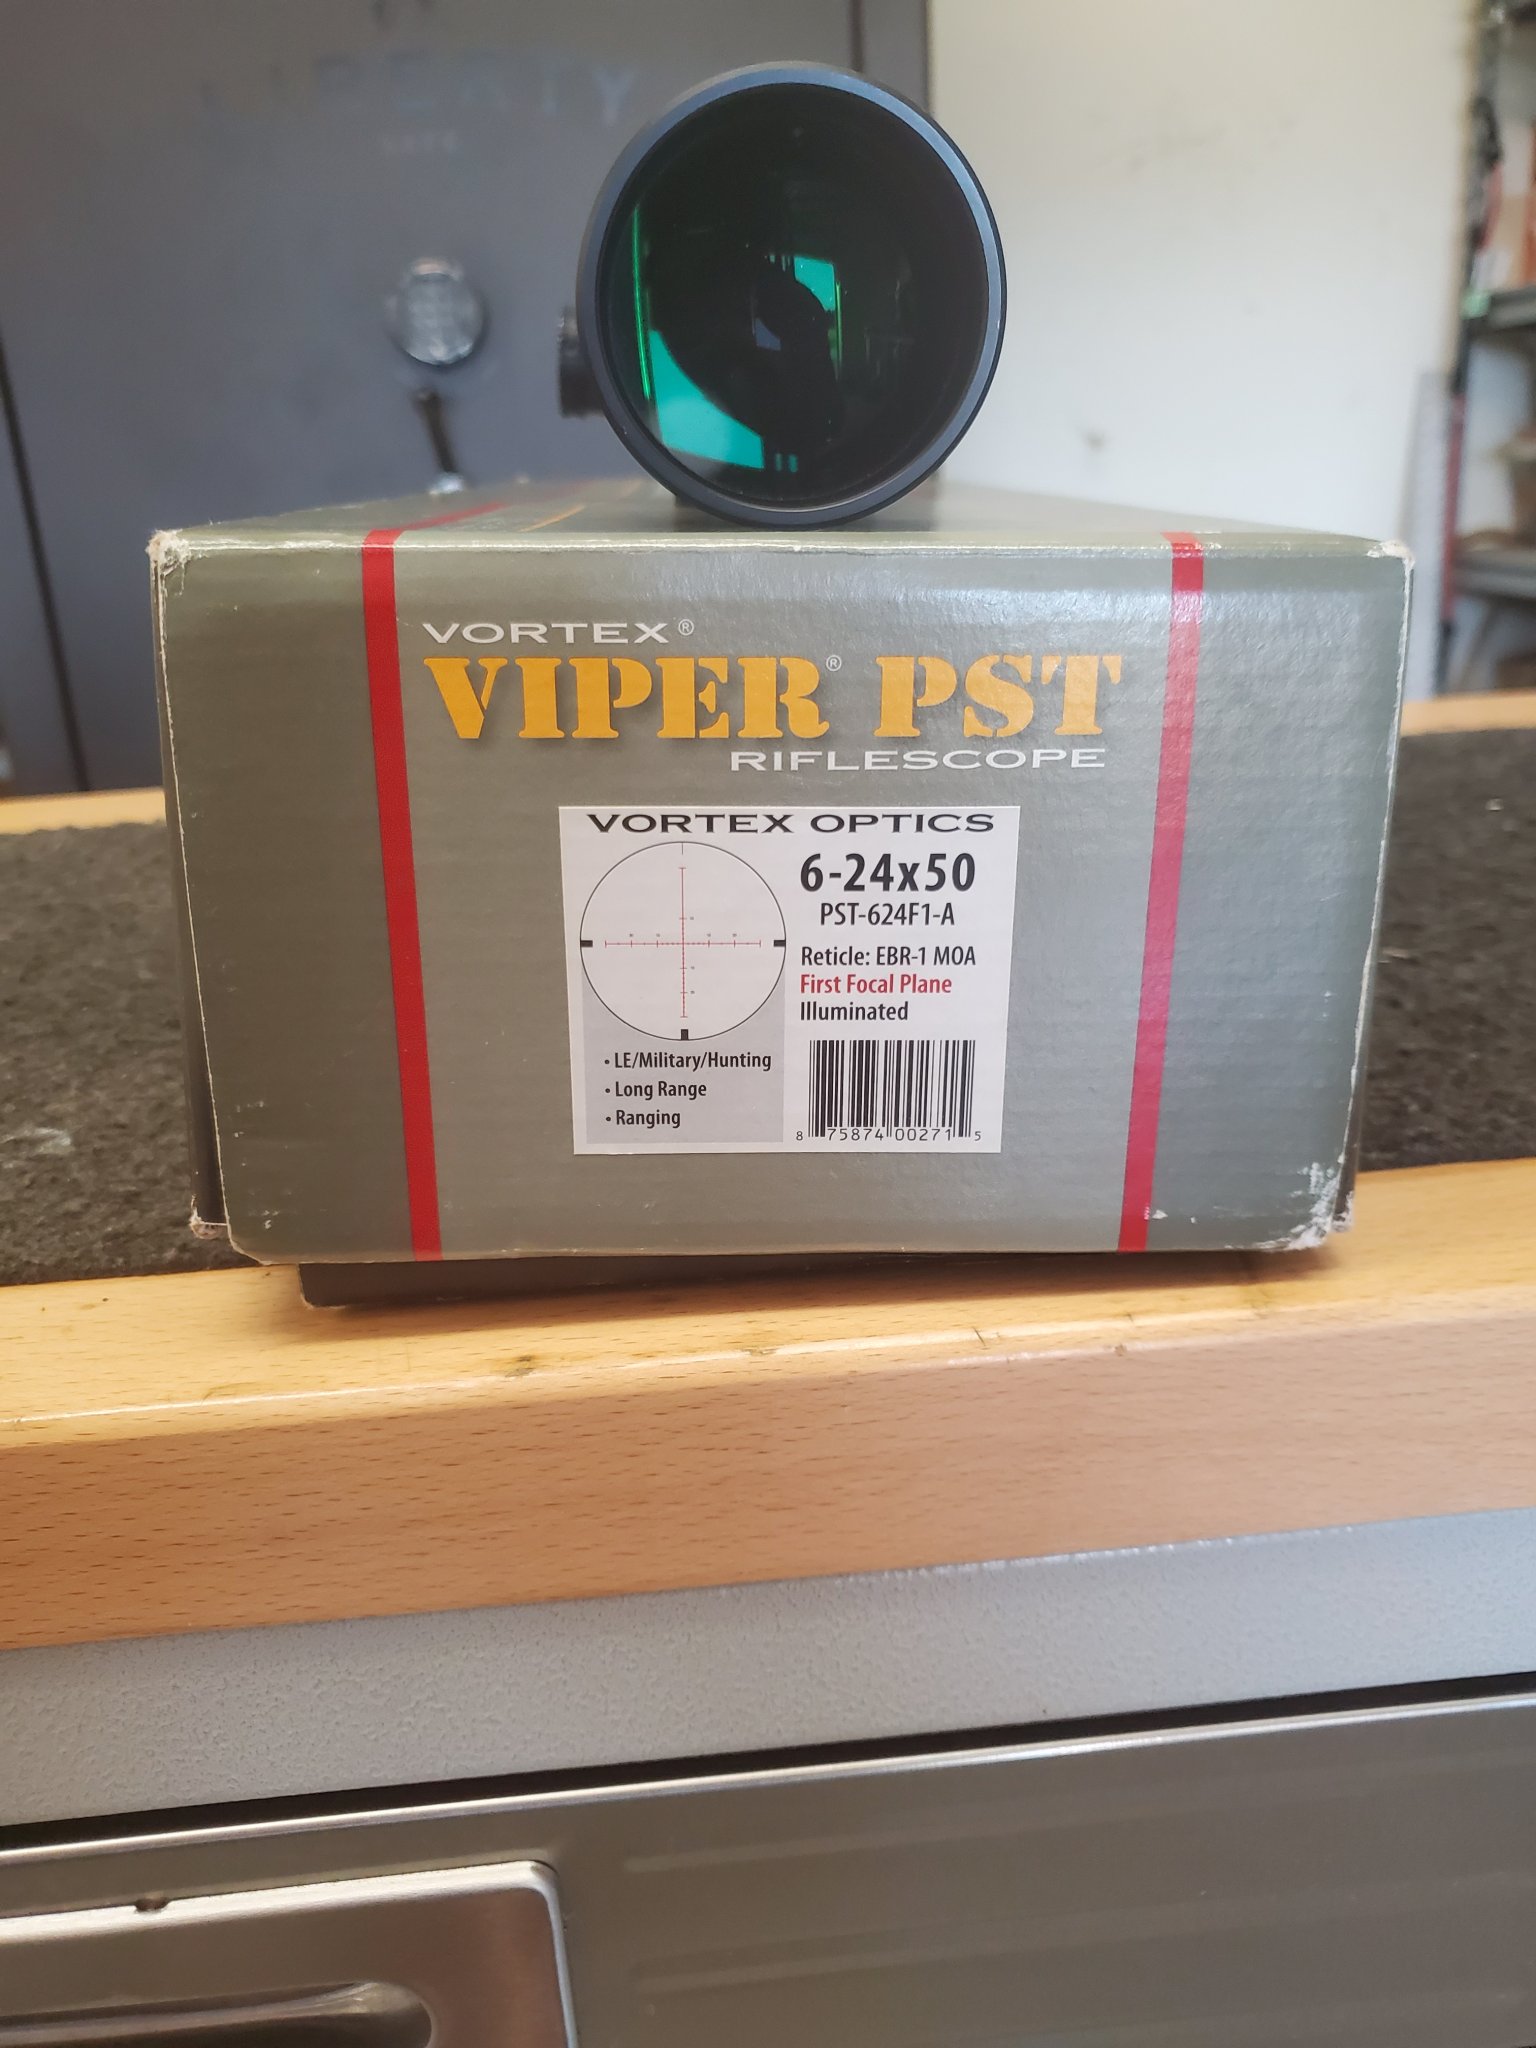 LIBERTY
VORTEX®
VIPER® PST
RIFLESCOPE
VORTEX OPTICS
6-24x50
PST-624F1-A
Reticle: EBR-1 MOA
First Focal Plane
Illuminated
• LE/Military/Hunting
• Long Range
• Ranging
8 75874 00271 5